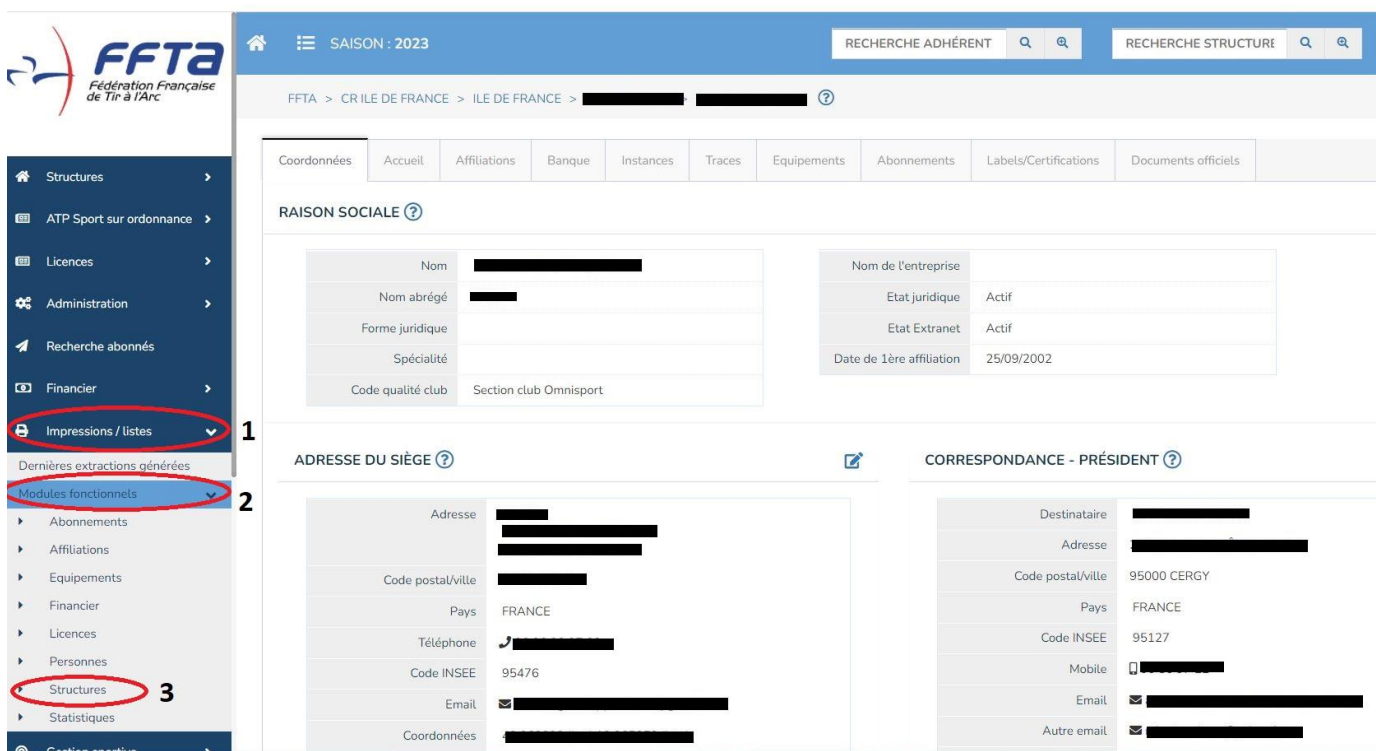 FFTA
Fédération Française
de Tir à l'Arc
SAISON : 2023
RECHERCHE ADHÉRENT
RECHERCHE STRUCTURE
FFTA > CR ILE DE FRANCE > ILE DE FRANCE >
Coordonnées Accueil Affiliations Banque Instances Traces Equipements Abonnements Labels/Certifications Documents officiels
Structures
ATP Sport sur ordonnance
Licences
Administration
Recherche abonnés
Financier
Impressions / listes
1
Dernières extractions générées
Modules fonctionnels
2
Abonnements
Affiliations
Equipements
Financier
Licences
Personnes
Structures
3
Statistiques
Gestion sportive
RAISON SOCIALE ?
Nom
Nom abrégé
Forme juridique
Spécialité
Code qualité club Section club Omnisport
Nom de l'entreprise
Etat juridique Actif
Etat Extranet Actif
Date de 1ère affiliation 25/09/2002
ADRESSE DU SIÈGE ?
Adresse
Code postal/ville
Pays FRANCE
Téléphone
Code INSEE 95476
Email
Coordonnées
CORRESPONDANCE - PRÉSIDENT ?
Destinataire
Adresse
Code postal/ville 95000 CERGY
Pays FRANCE
Code INSEE 95127
Mobile
Email
Autre email